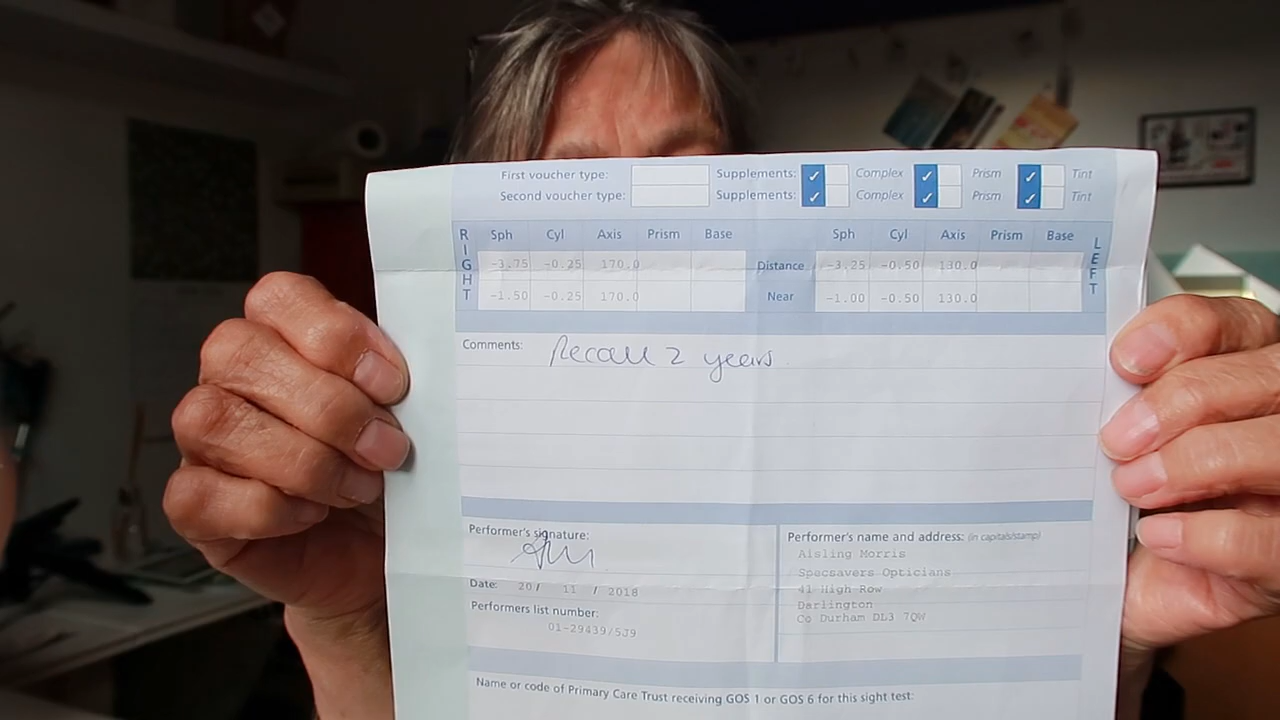 First voucher type: Supplements: ✓ Complex ✓ Prism ✓ Tint
Second voucher type: Supplements: ✓ Complex ✓ Prism ✓ Tint
RIGHT Sph Cyl Axis Prism Base Sph Cyl Axis Prism Base LEFT
-3.75 -0.25 170.0 Distance -3.25 -0.50 130.0
-1.50 -0.25 170.0 Near -1.00 -0.50 130.0
Comments: Recall 2 years
Performer's signature:
Date: 20/ 11 / 2018
Performers list number:
01-29439/5J9
Performer's name and address: (in capitals/stamp)
Aisling Morris
Specsavers Opticians
41 High Row
Darlington
Co Durham DL3 7QW
Name or code of Primary Care Trust receiving GOS 1 or GOS 6 for this sight test: